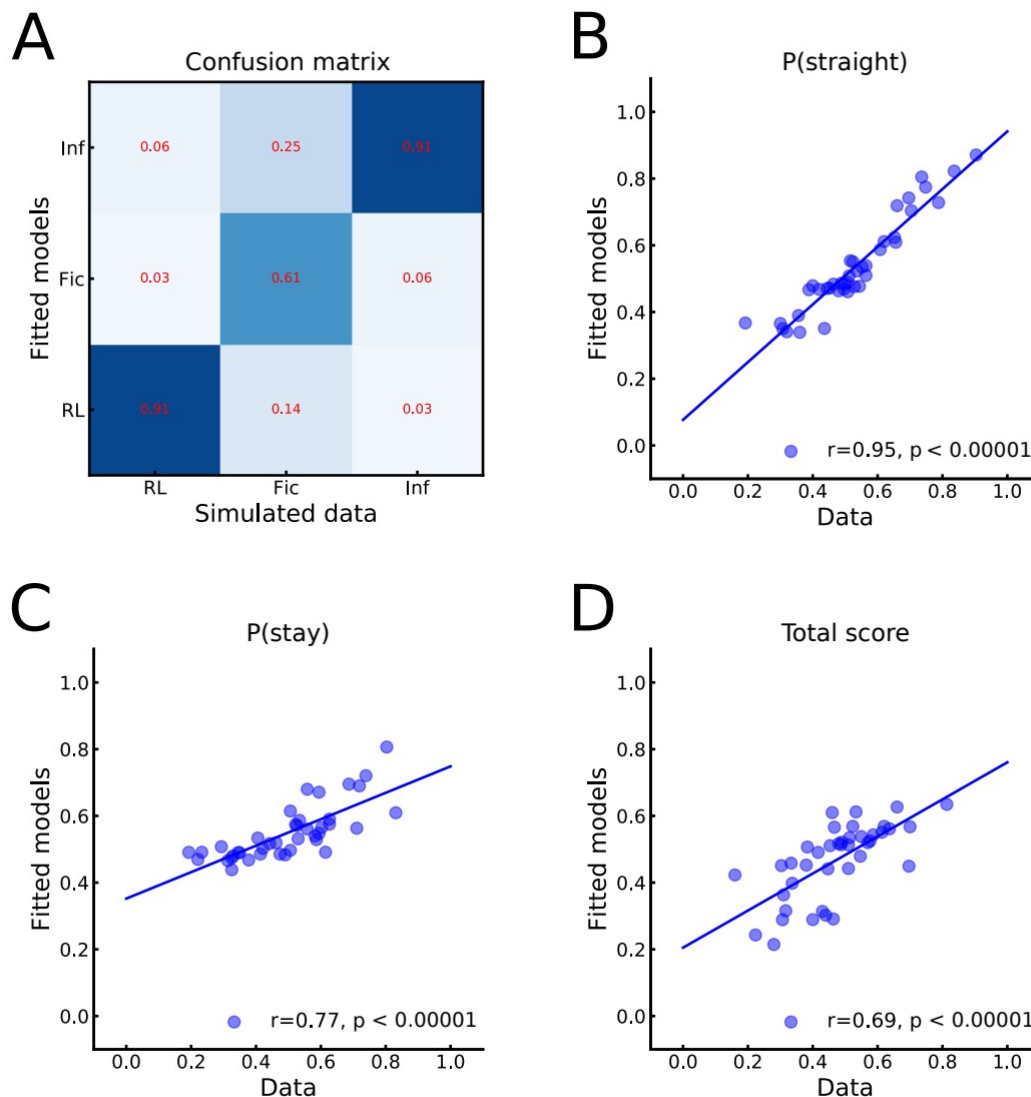 A
Confusion matrix
Inf
Fic
RL
0.06 0.25 0.91
0.03 0.61 0.06
0.91 0.14 0.03
RL Fic Inf
Simulated data
Fitted models
B
P(straight)
1.0
0.8
0.6
0.4
0.2
0.0
r=0.95, p < 0.00001
0.0 0.2 0.4 0.6 0.8 1.0
Data
Fitted models
C
P(stay)
1.0
0.8
0.6
0.4
0.2
0.0
r=0.77, p < 0.00001
0.0 0.2 0.4 0.6 0.8 1.0
Data
Fitted models
D
Total score
1.0
0.8
0.6
0.4
0.2
0.0
r=0.69, p < 0.00001
0.0 0.2 0.4 0.6 0.8 1.0
Data
Fitted models